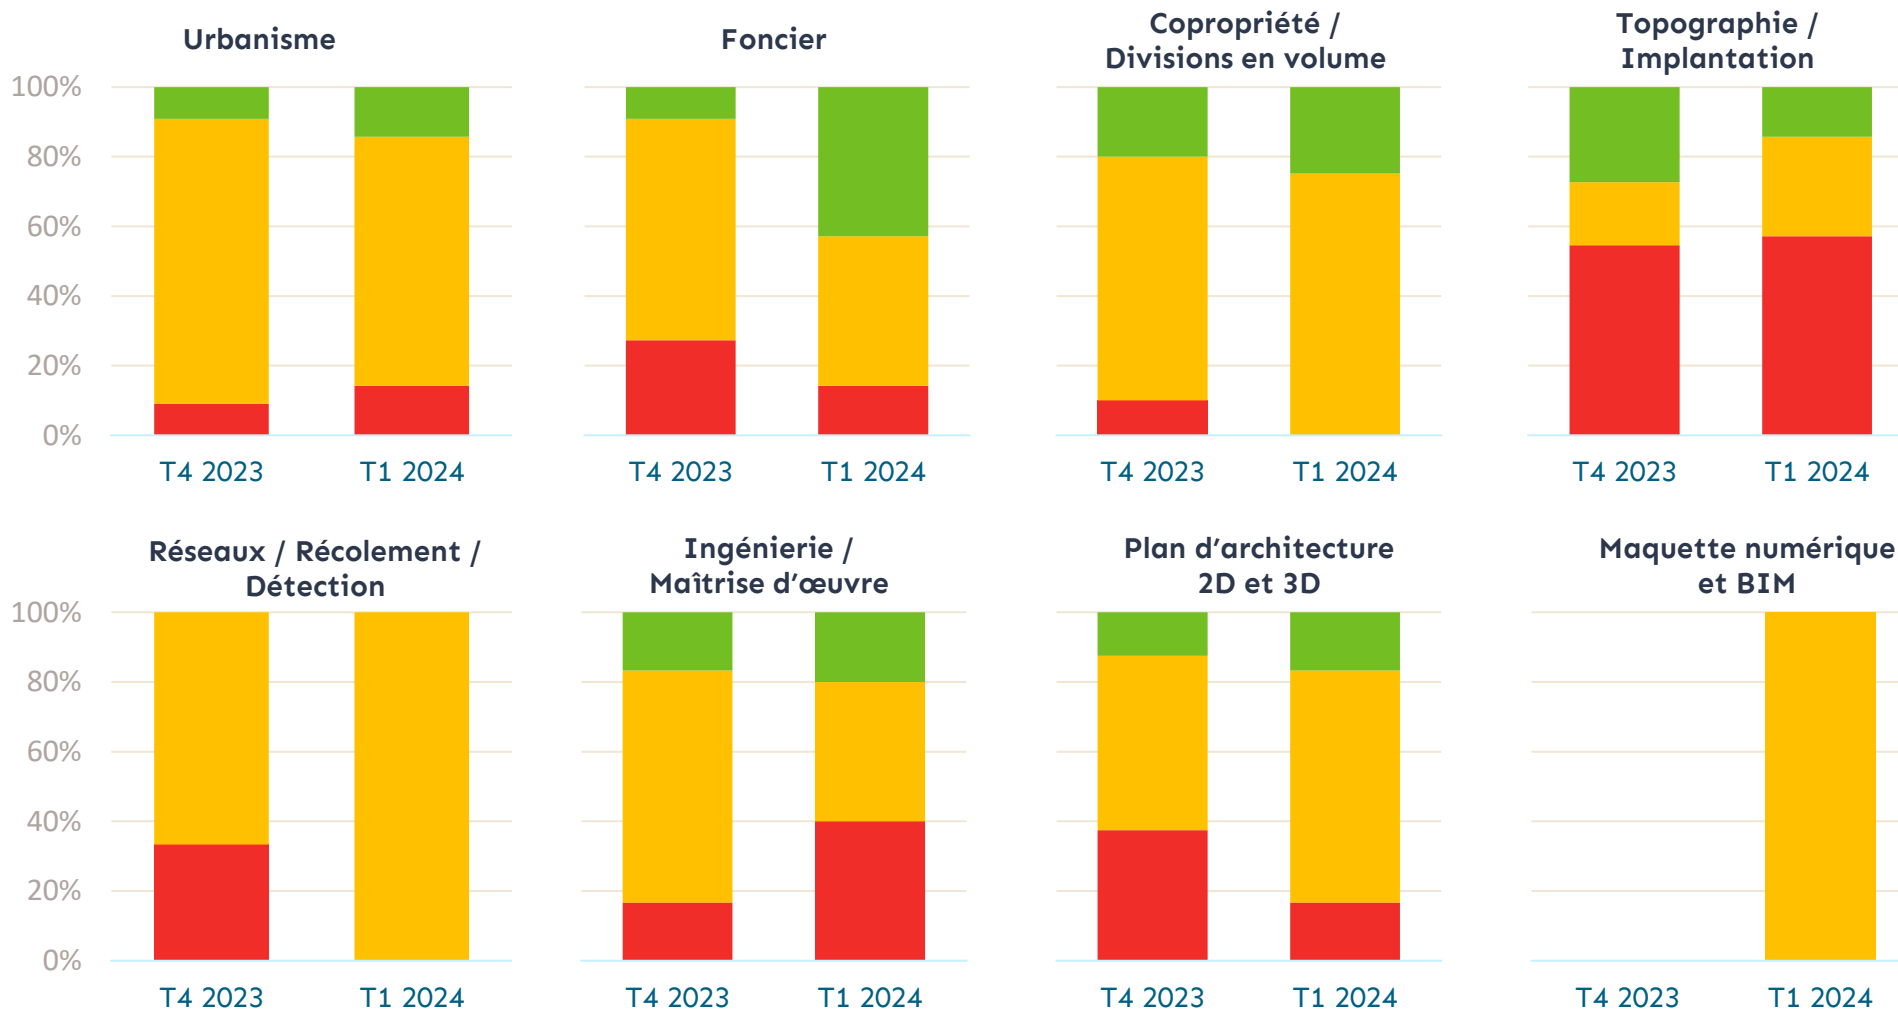 Urbanisme
Foncier
Copropriété /
Divisions en volume
Topographie /
Implantation
100%
80%
60%
40%
20%
0%
T4 2023
T1 2024
T4 2023
T1 2024
T4 2023
T1 2024
T4 2023
T1 2024
Réseaux / Récolement /
Détection
Ingénierie /
Maîtrise d’œuvre
Plan d’architecture
2D et 3D
Maquette numérique
et BIM
100%
80%
60%
40%
20%
0%
T4 2023
T1 2024
T4 2023
T1 2024
T4 2023
T1 2024
T4 2023
T1 2024